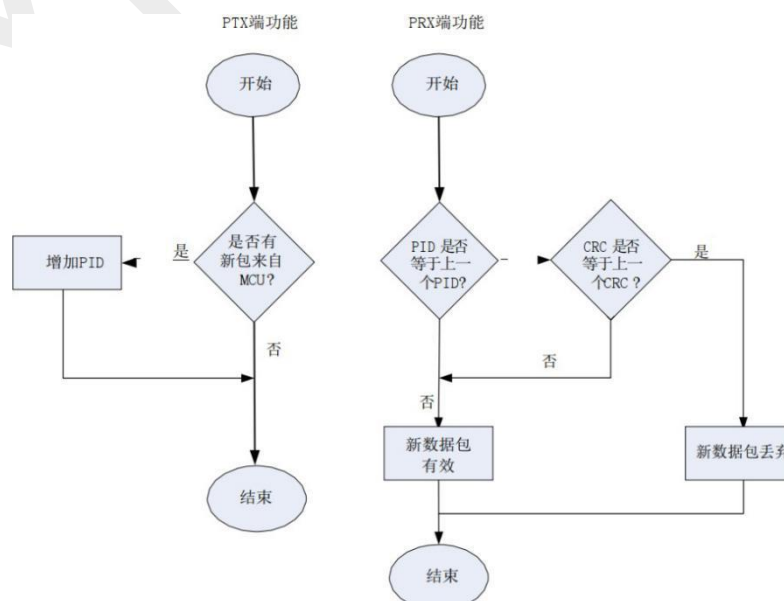 PTX端功能
PRX端功能
开始
开始
是否有
新包来自
MCU?
是
增加PID
否
结束
PID 是否
等于上一
个PID?
CRC 是否
等于上一
个CRC ?
是
否
否
新数据包
有效
新数据包丢弃
结束